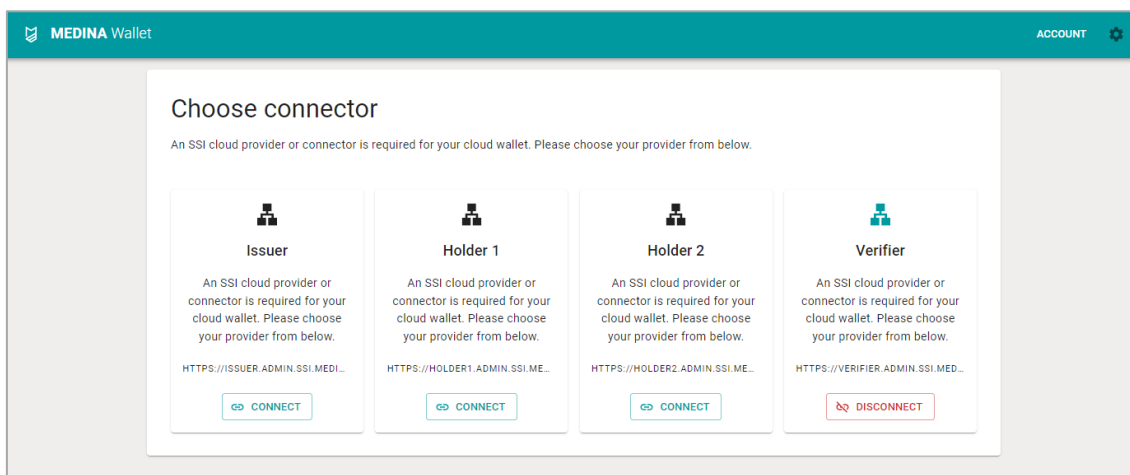 MEDINA Wallet
ACCOUNT
Choose connector
An SSI cloud provider or connector is required for your cloud wallet. Please choose your provider from below.
Issuer
An SSI cloud provider or
connector is required for your
cloud wallet. Please choose
your provider from below.
HTTPS://ISSUER.ADMIN.SSI.MEDI...
CONNECT
Holder 1
An SSI cloud provider or
connector is required for your
cloud wallet. Please choose
your provider from below.
HTTPS://HOLDER1.ADMIN.SSI.ME...
CONNECT
Holder 2
An SSI cloud provider or
connector is required for your
cloud wallet. Please choose
your provider from below.
HTTPS://HOLDER2.ADMIN.SSI.ME...
CONNECT
Verifier
An SSI cloud provider or
connector is required for your
cloud wallet. Please choose
your provider from below.
HTTPS://VERIFIER.ADMIN.SSI.MED...
DISCONNECT